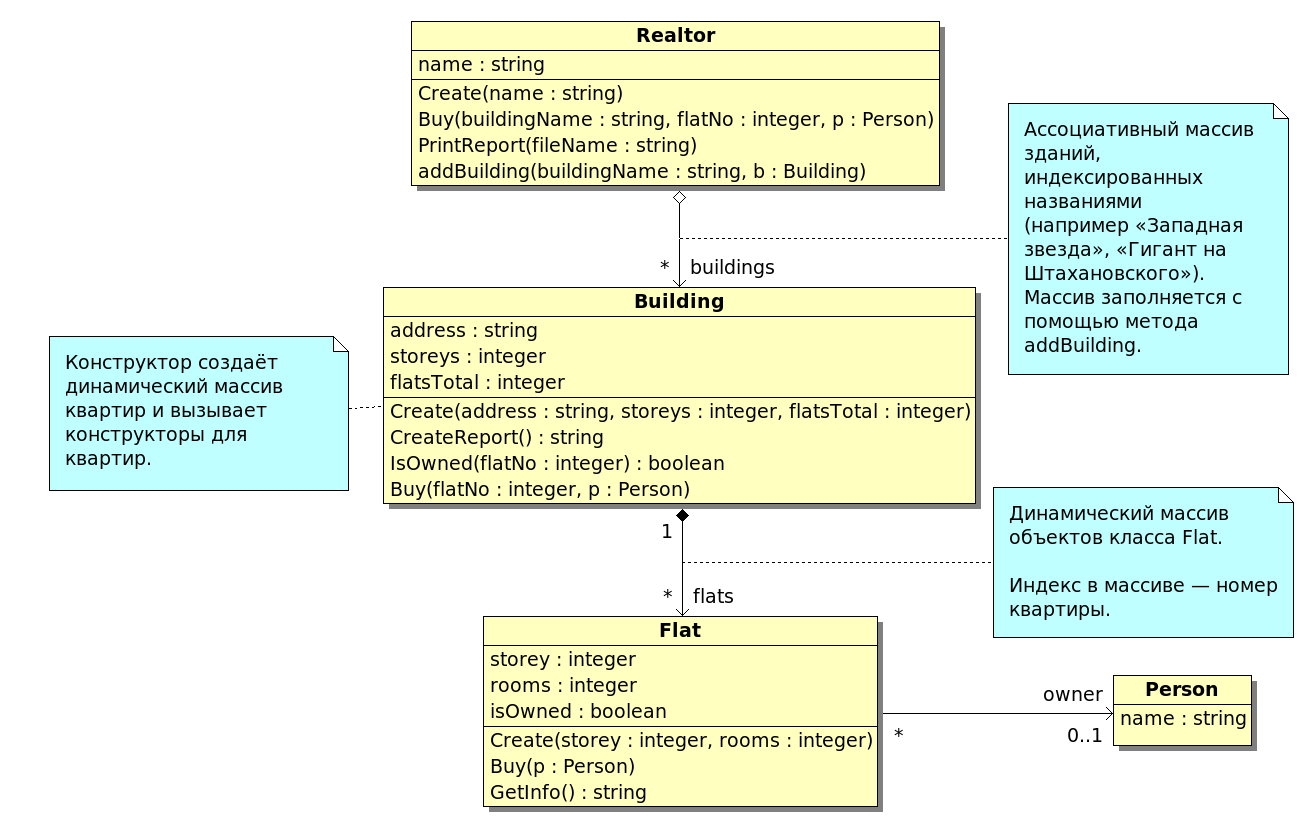 Realtor
name : string
Create(name : string)
Buy(buildingName : string, flatNo : integer, p : Person)
PrintReport(fileName : string)
addBuilding(buildingName : string, b : Building)
Ассоциативный массив
зданий,
индексированных
названиями
(например «Западная
звезда», «Гигант на
Штахановского»).
Массив заполняется с
помощью метода
addBuilding.
* buildings
Building
address : string
storeys : integer
flatsTotal : integer
Create(address : string, storeys : integer, flatsTotal : integer)
CreateReport() : string
IsOwned(flatNo : integer) : boolean
Buy(flatNo : integer, p : Person)
Конструктор создаёт
динамический массив
квартир и вызывает
конструкторы для
квартир.
1
* flats
Динамический массив
объектов класса Flat.
Индекс в массиве — номер
квартиры.
Flat
storey : integer
rooms : integer
isOwned : boolean
Create(storey : integer, rooms : integer)
Buy(p : Person)
GetInfo() : string
owner
* 0..1
Person
name : string